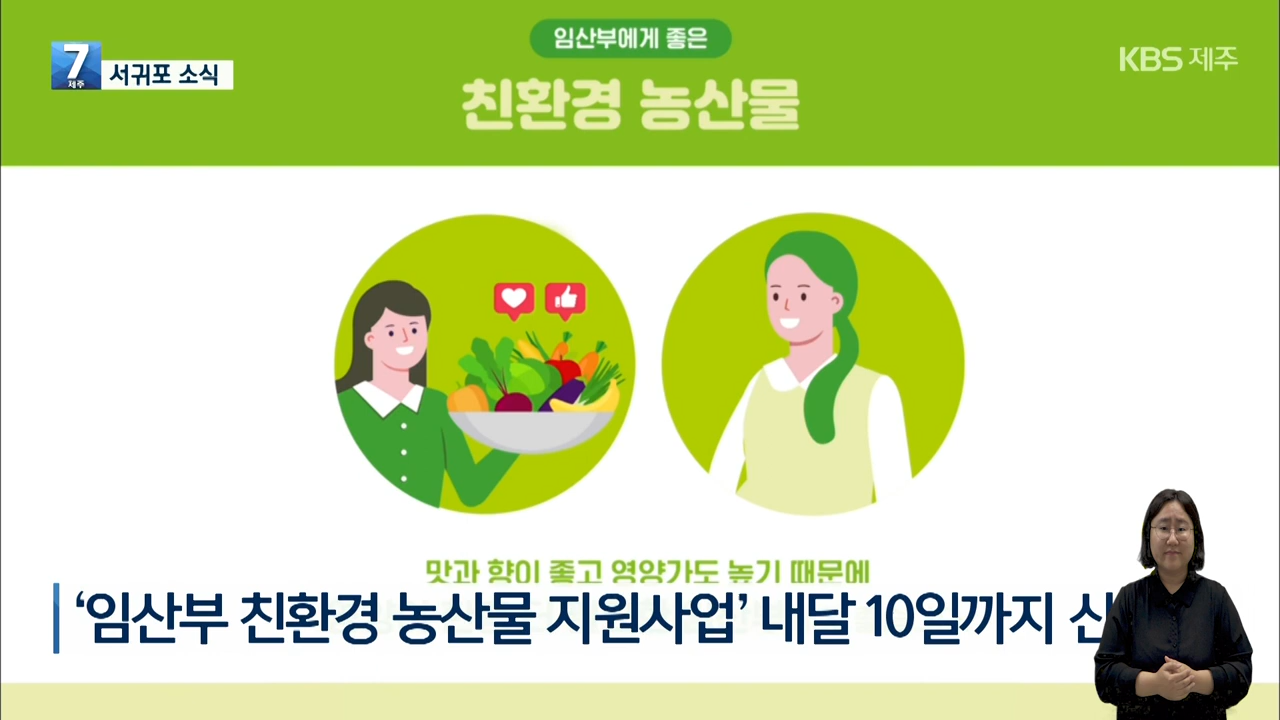 임산부에게 좋은
친환경 농산물
7
제주
서귀포 소식
KBS 제주
맛과 향이 좋고 영양가도 높기 때문에
‘임산부 친환경 농산물 지원사업’ 내달 10일까지 신